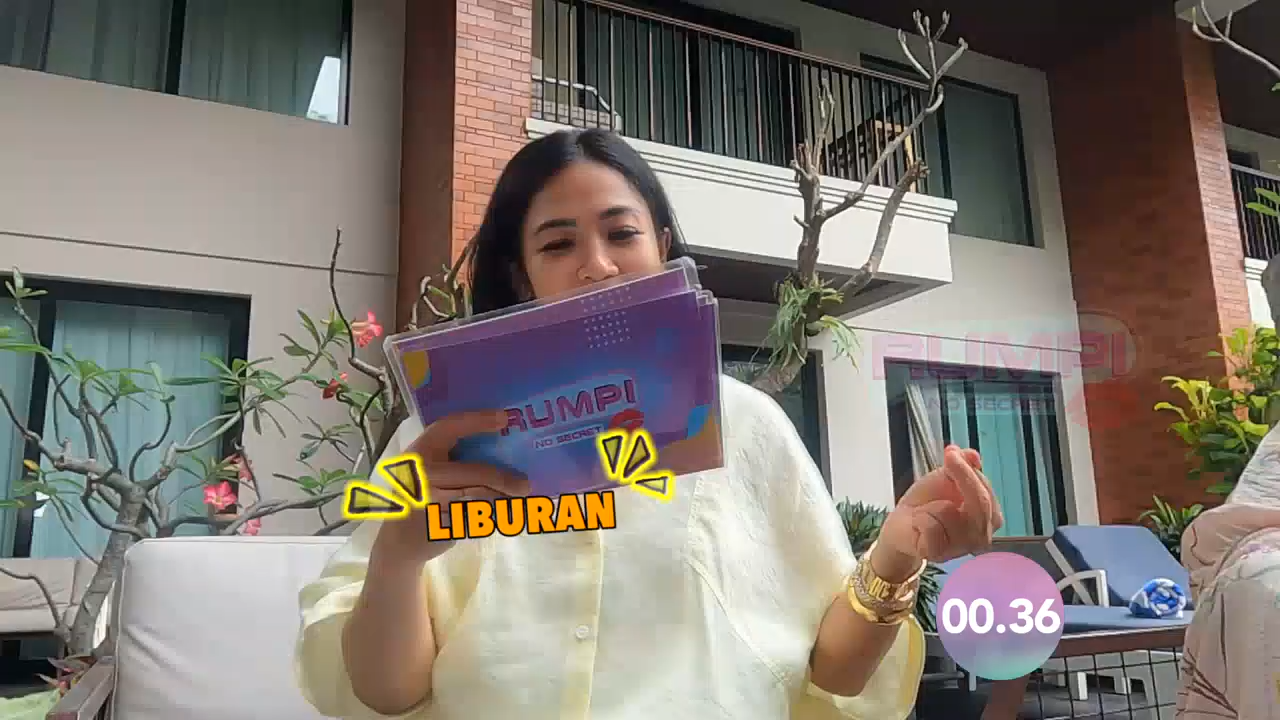 RUMPI
NO SECRET
RUMPI
NO SECRET
LIBURAN
00.36